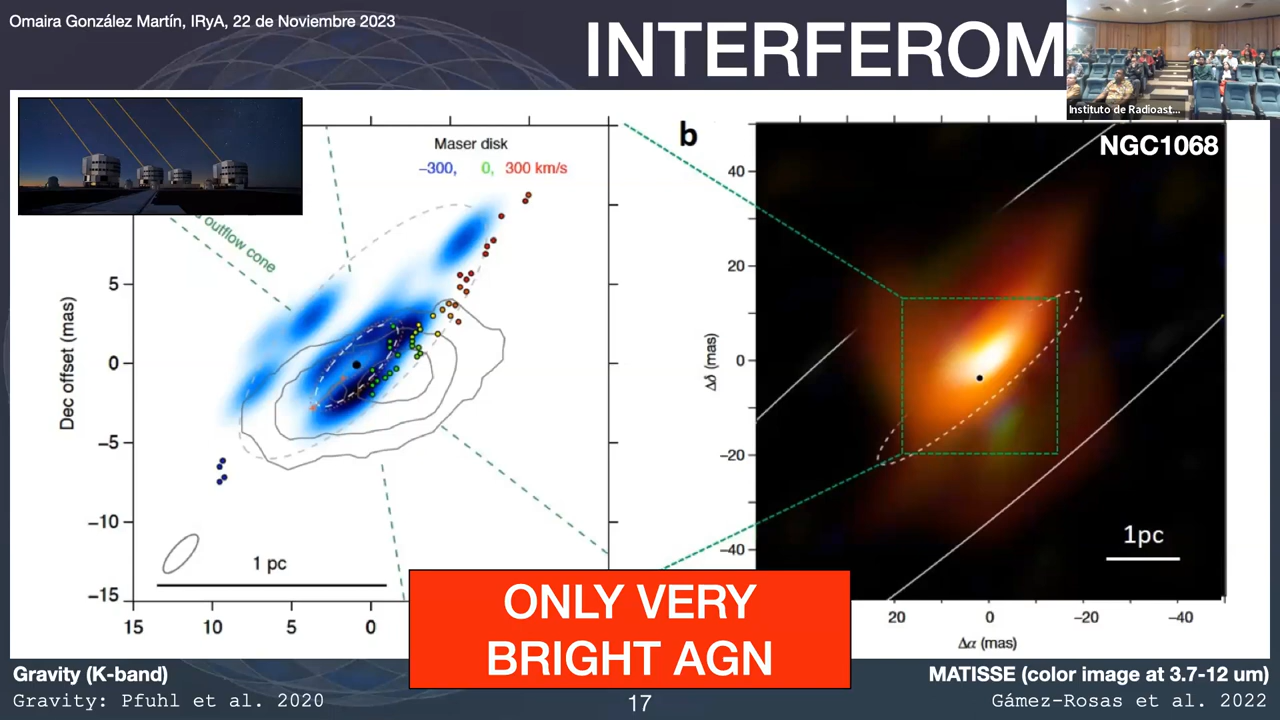 Omaira González Martín, IRyA, 22 de Noviembre 2023
INTERFEROM
Instituto de Radioast...
Maser disk
−300, 0, 300 km/s
outflow cone
5
0
−5
−10
−15
Dec offset (mas)
1 pc
15 10 5 0
b
NGC1068
40
20
0
−20
−40
Δδ (mas)
1pc
20 0 −20 −40
Δα (mas)
ONLY VERY
BRIGHT AGN
Gravity (K-band)
Gravity: Pfuhl et al. 2020
17
MATISSE (color image at 3.7-12 um)
Gámez-Rosas et al. 2022